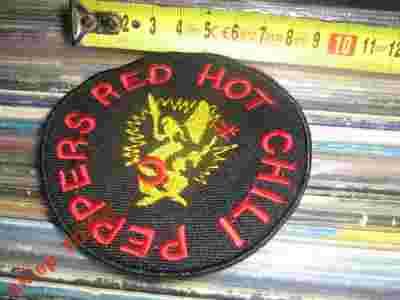 2 3 4 5 6 7 8 9 10 11 12
RED HOT CHILI PEPPERS